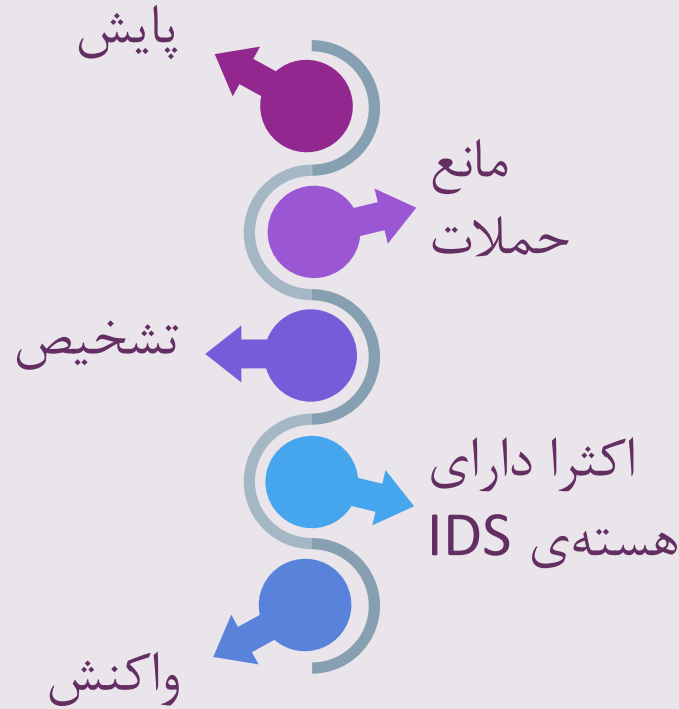 پایش
مانع
حملات
تشخیص
اکثرا دارای
هسته‌ی IDS
واکنش